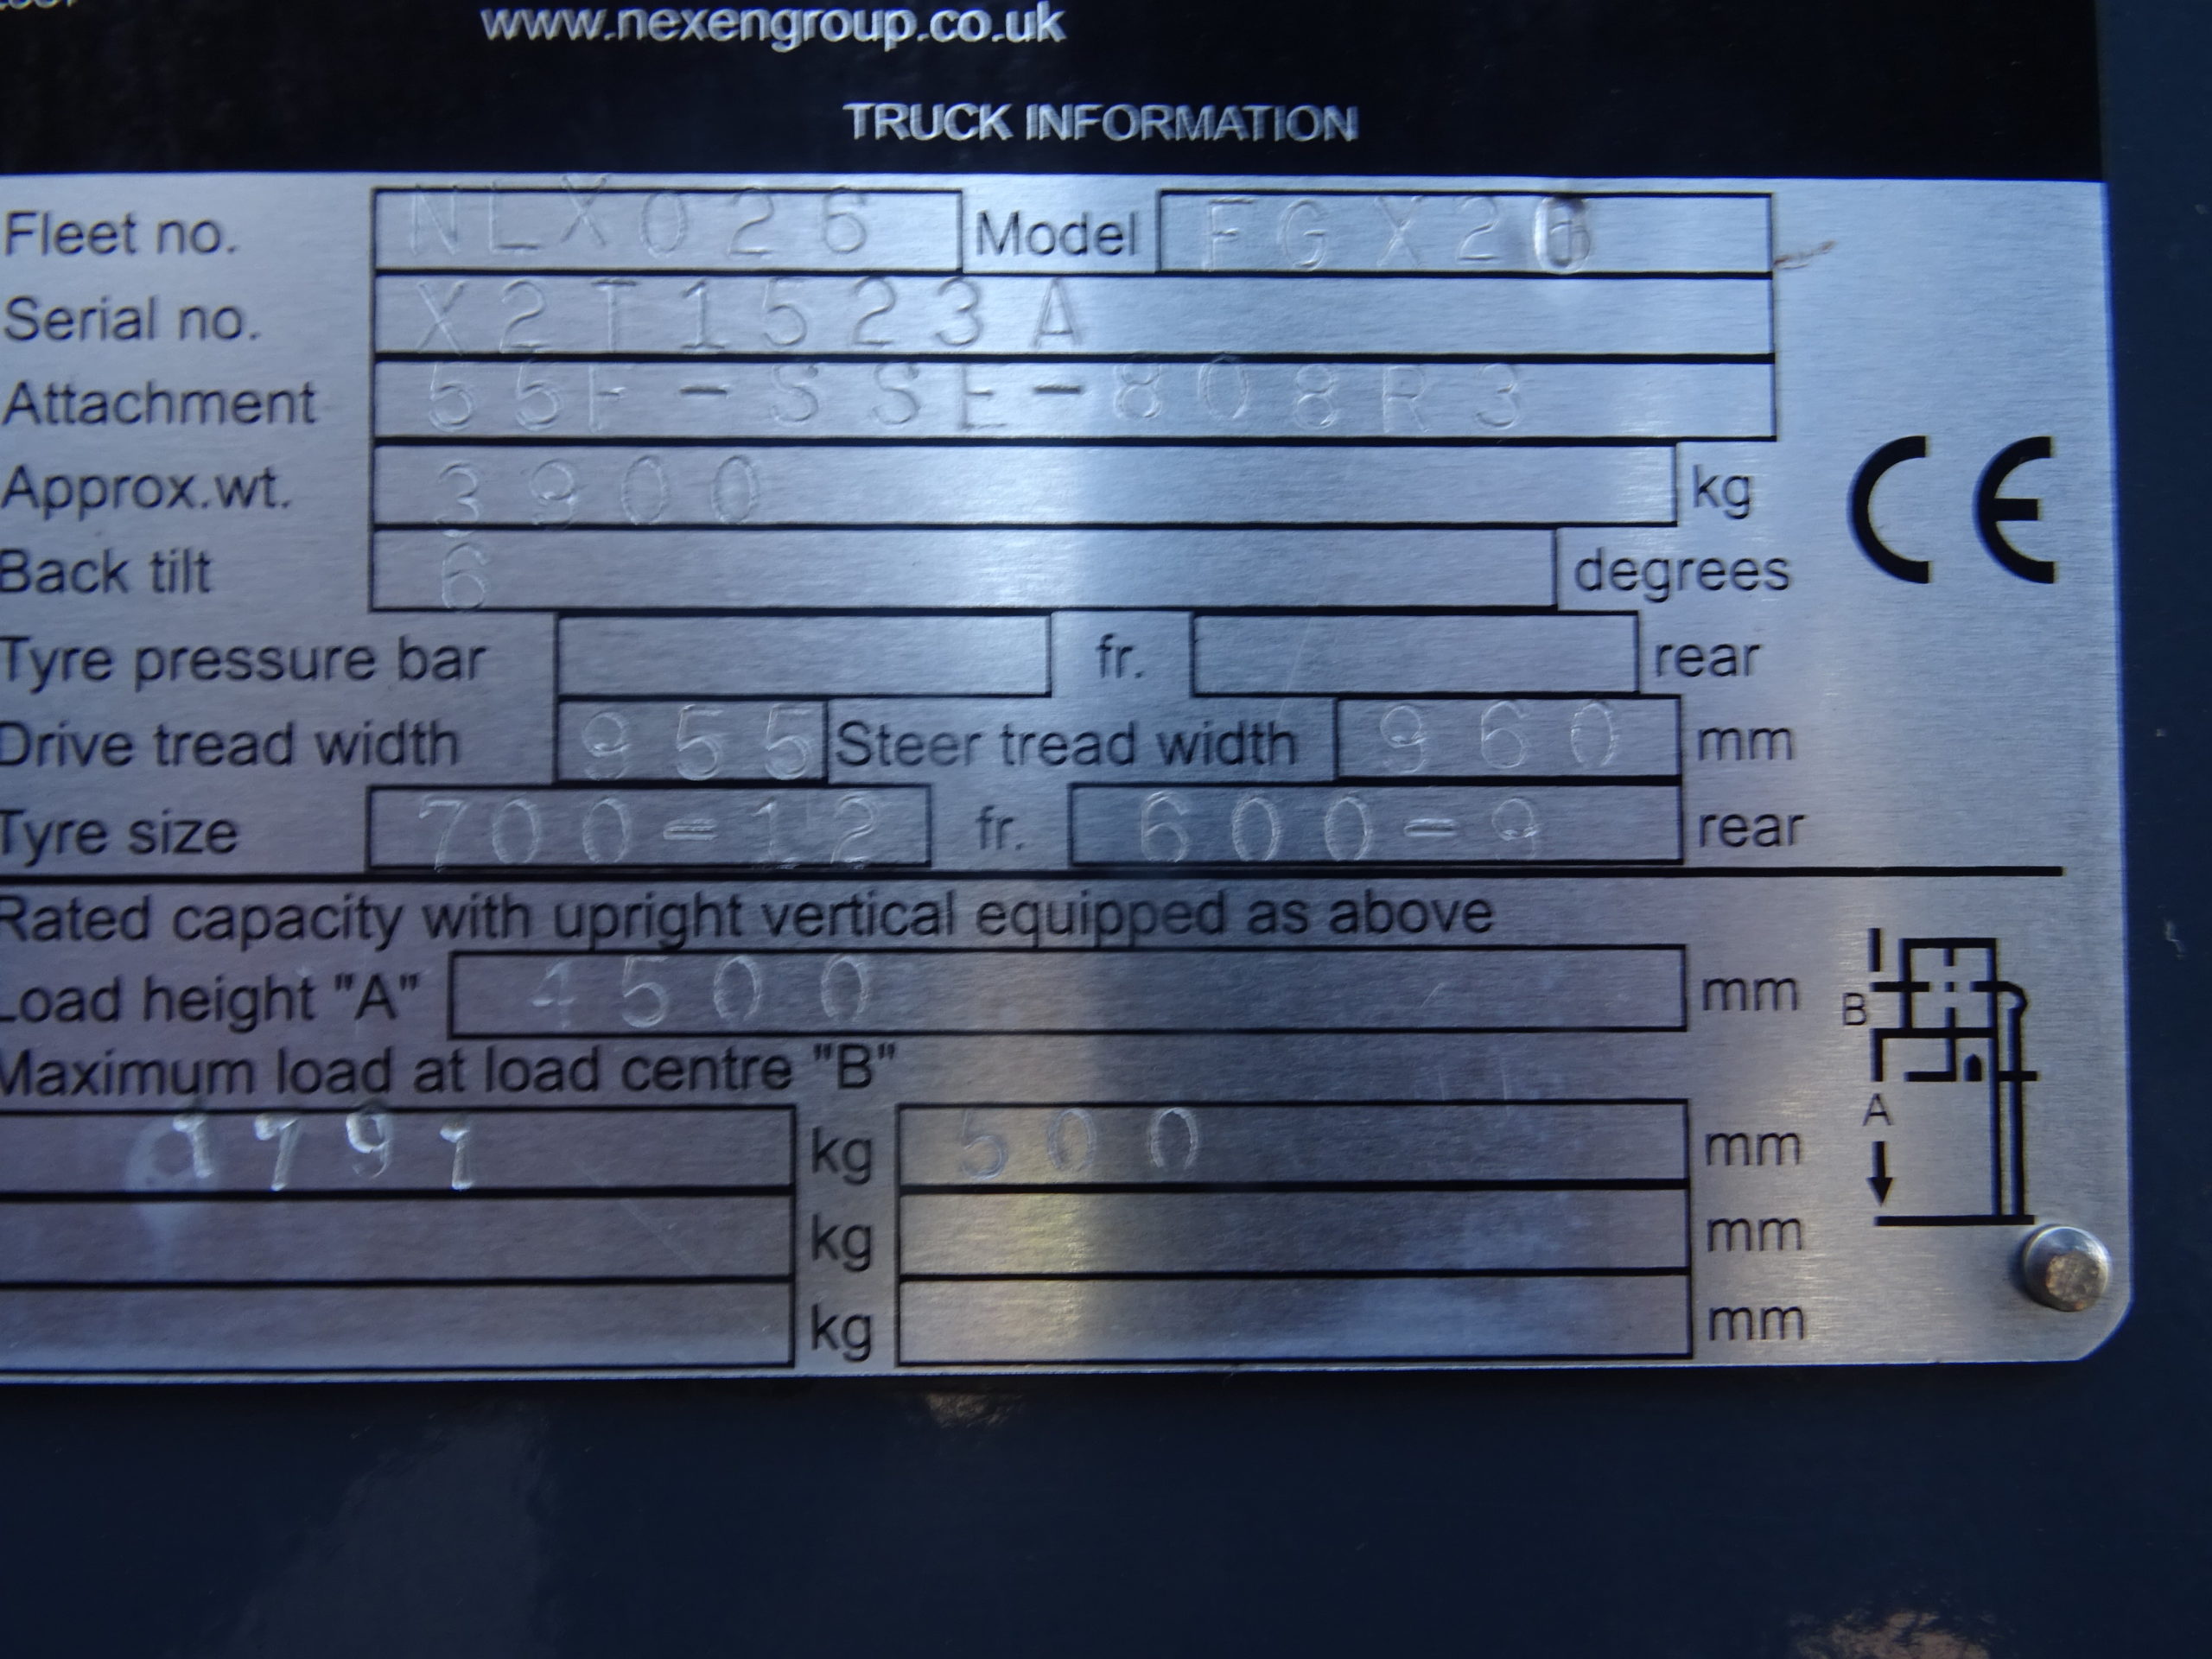 www.nexengroup.co.uk
TRUCK INFORMATION
Fleet no. NLX026 Model
Serial no. X2T1523A
Attachment 55F-SSE-808R3
Approx.wt. 3900 kg
Back tilt 6 degrees
Tyre pressure bar fr. rear
Drive tread width 955 Steer tread width 960 mm
Tyre size 700-12 fr. 600-9 rear
Rated capacity with upright vertical equipped as above
Load height "A" 4500 mm
Maximum load at load centre "B"
kg 500 mm
kg mm
kg mm
CE
B
A